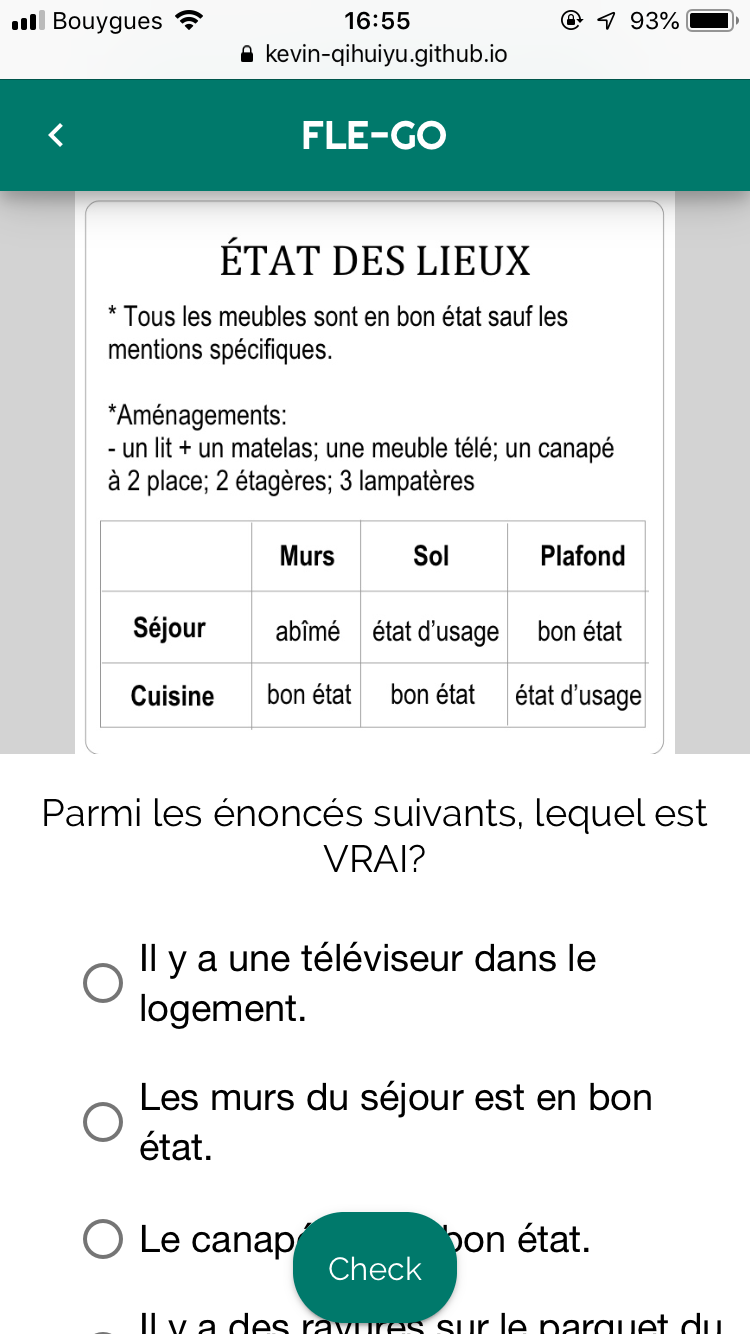 Bouygues 16:55 93%
kevin-qihuiyu.github.io
FLE-GO
ÉTAT DES LIEUX
* Tous les meubles sont en bon état sauf les
mentions spécifiques.
*Aménagements:
- un lit + un matelas; une meuble télé; un canapé
à 2 place; 2 étagères; 3 lampatères
Murs Sol Plafond
Séjour abîmé état d'usage bon état
Cuisine bon état bon état état d'usage
Parmi les énoncés suivants, lequel est
VRAI?
Il y a une téléviseur dans le
logement.
Les murs du séjour est en bon
état.
Le canapé bon état.
Check
Il y a des rayures sur le parquet du